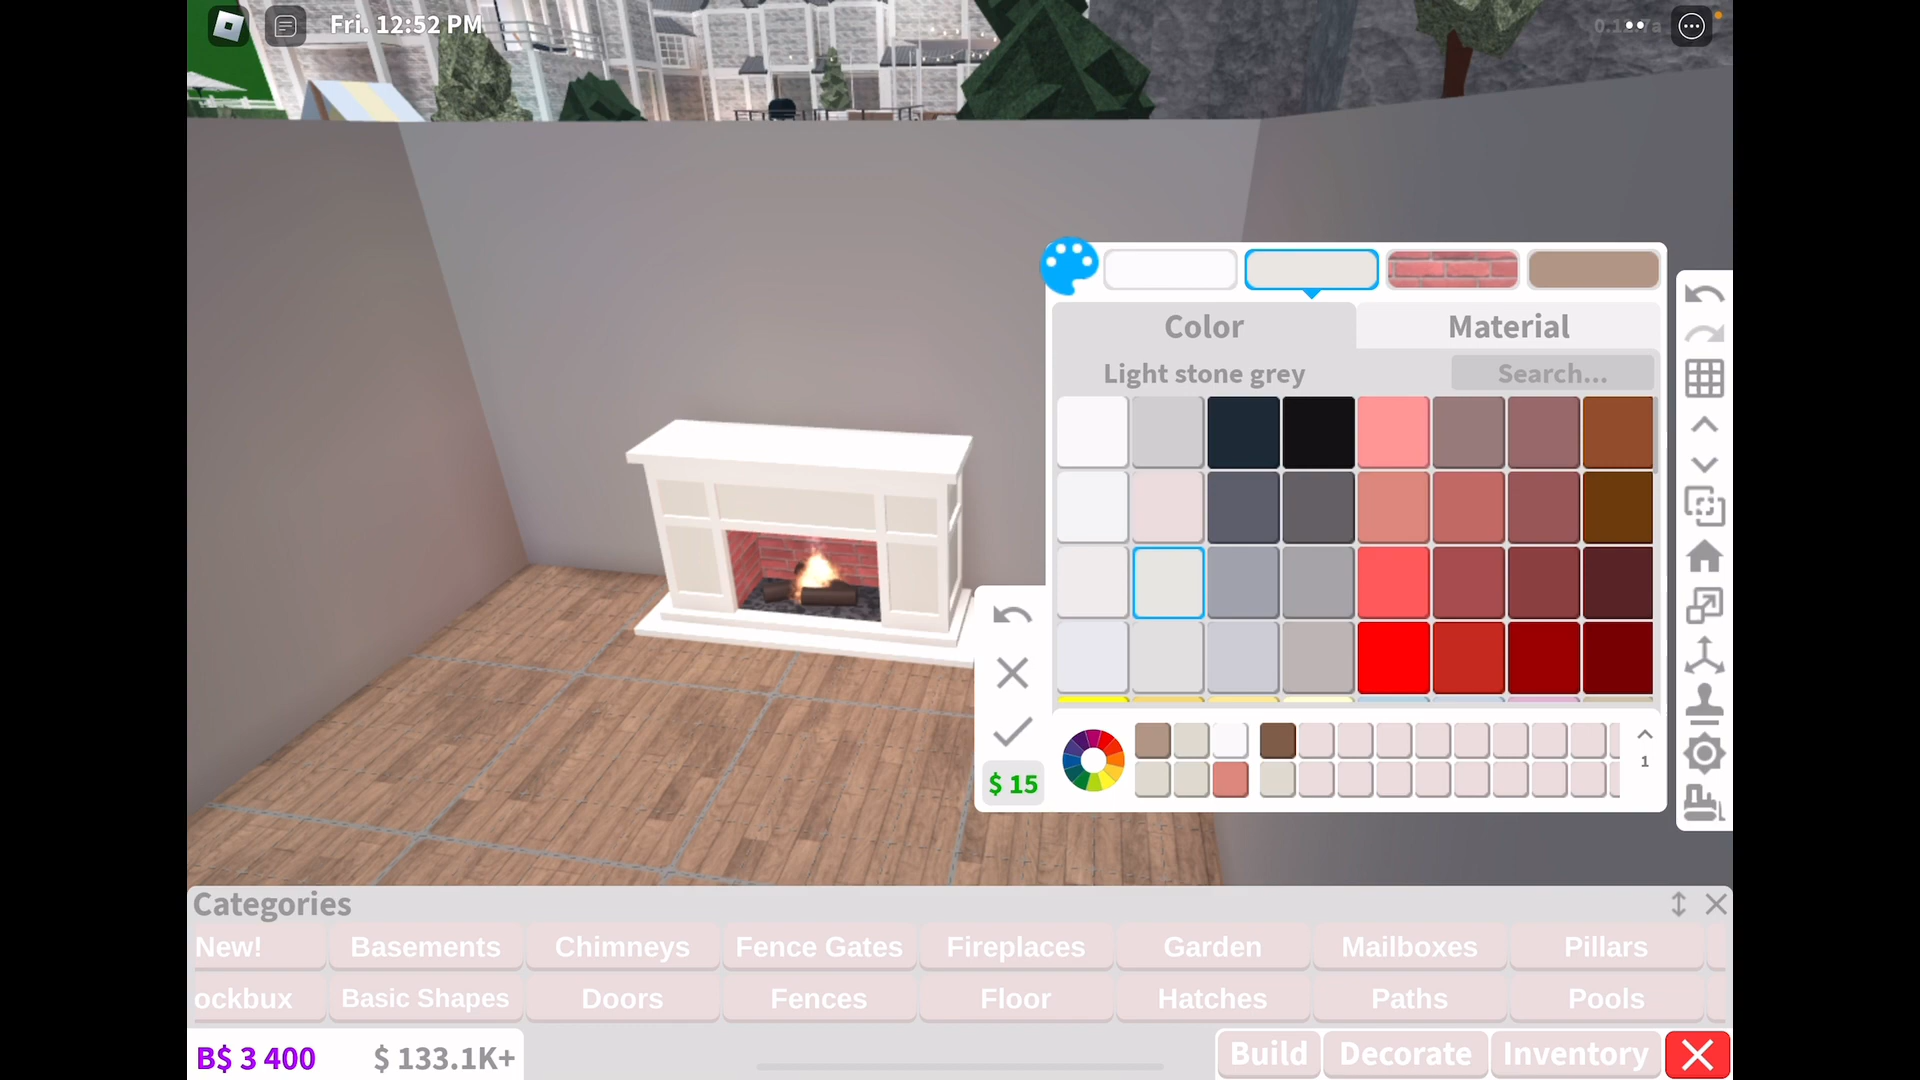 Fri. 12:52 PM
Color
Material
Light stone grey
Search...
$ 15
1
Categories
New!
Basements
Chimneys
Fence Gates
Fireplaces
Garden
Mailboxes
Pillars
ockbux
Basic Shapes
Doors
Fences
Floor
Hatches
Paths
Pools
B$ 3 400
$ 133.1K+
Build
Decorate
Inventory